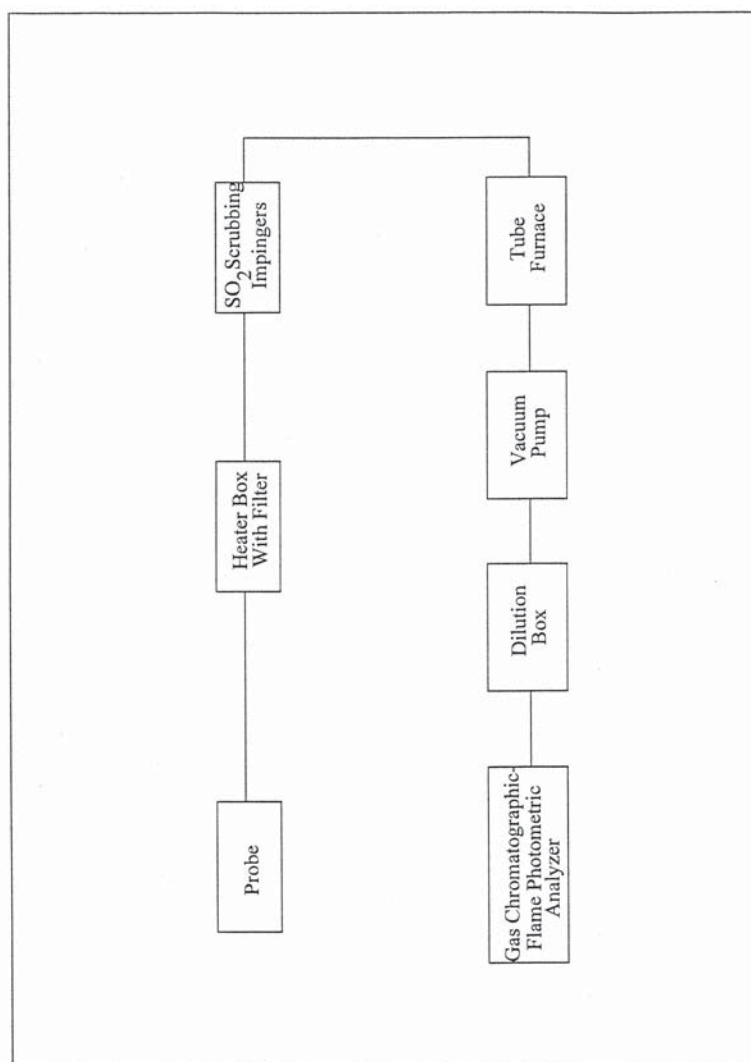 Probe
Heater Box
With Filter
SO2 Scrubbing
Impingers
Tube
Furnace
Vacuum
Pump
Dilution
Box
Gas Chromatographic-
Flame Photometric
Analyzer